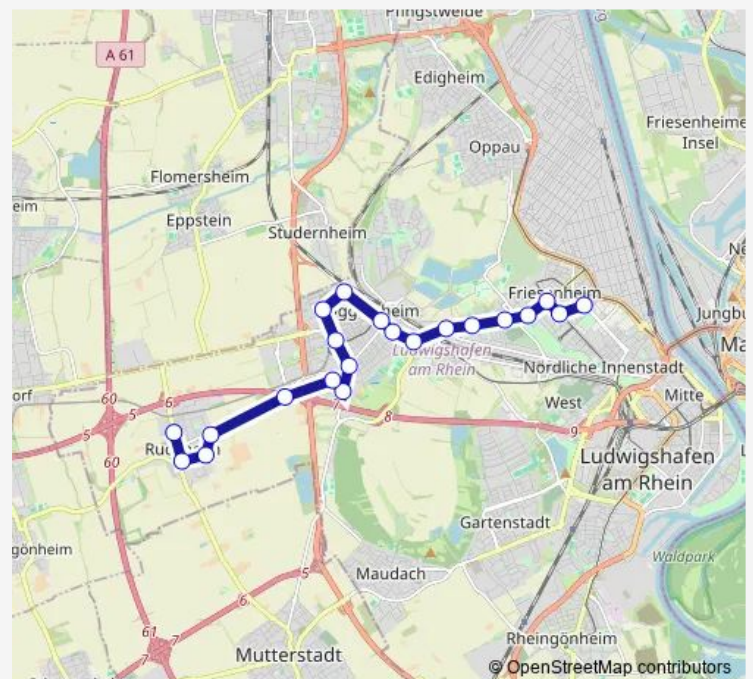 Pfingstweide
A 61
Edigheim
Friesenheime
Insel
Oppau
Flomersheim
eim
Eppstein
Studernheim
Friesenheim
Jungbu
Ma
Ludwigshafen
am Rhein
Nördliche Innenstadt
orf
60
6
5
West
Mitte
5
8
9
60
Ludwigshafen
am Rhein
Gartenstadt
gönheim
Waldpark
Maudach
5
6
61
7
Rheingönheim
7
Mutterstadt
© OpenStreetMap contributors